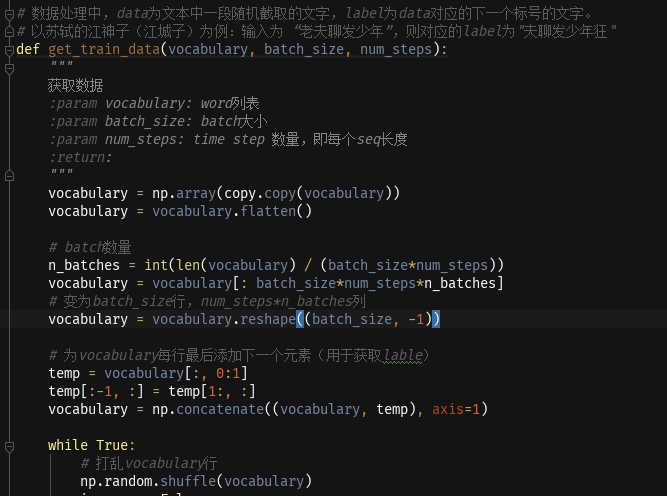 # 数据处理中，data为文本中一段随机截取的文字，label为data对应的下一个标号的文字。
# 以苏轼的江神子（江城子）为例：输入为 “老夫聊发少年”，则对应的label为"夫聊发少年狂"
def get_train_data(vocabulary, batch_size, num_steps):
    """
    获取数据
    :param vocabulary: word列表
    :param batch_size: batch大小
    :param num_steps: time step 数量，即每个seq长度
    :return:
    """
    vocabulary = np.array(copy.copy(vocabulary))
    vocabulary = vocabulary.flatten()
    # batch数量
    n_batches = int(len(vocabulary) / (batch_size*num_steps))
    vocabulary = vocabulary[: batch_size*num_steps*n_batches]
    # 变为batch_size行，num_steps*n_batches列
    vocabulary = vocabulary.reshape((batch_size, -1))
    # 为vocabulary每行最后添加下一个元素（用于获取lable）
    temp = vocabulary[:, 0:1]
    temp[:-1, :] = temp[1:, :]
    vocabulary = np.concatenate((vocabulary, temp), axis=1)
    while True:
        # 打乱vocabulary行
        np.random.shuffle(vocabulary)